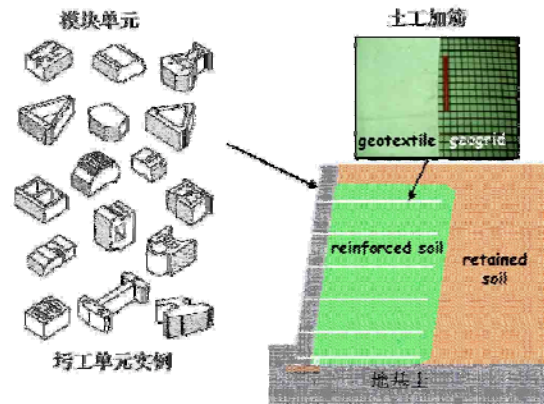 模块单元
土工加筋
geotextile
geogrid
reinforced soil
retained
soil
圬工单元实例
地基土